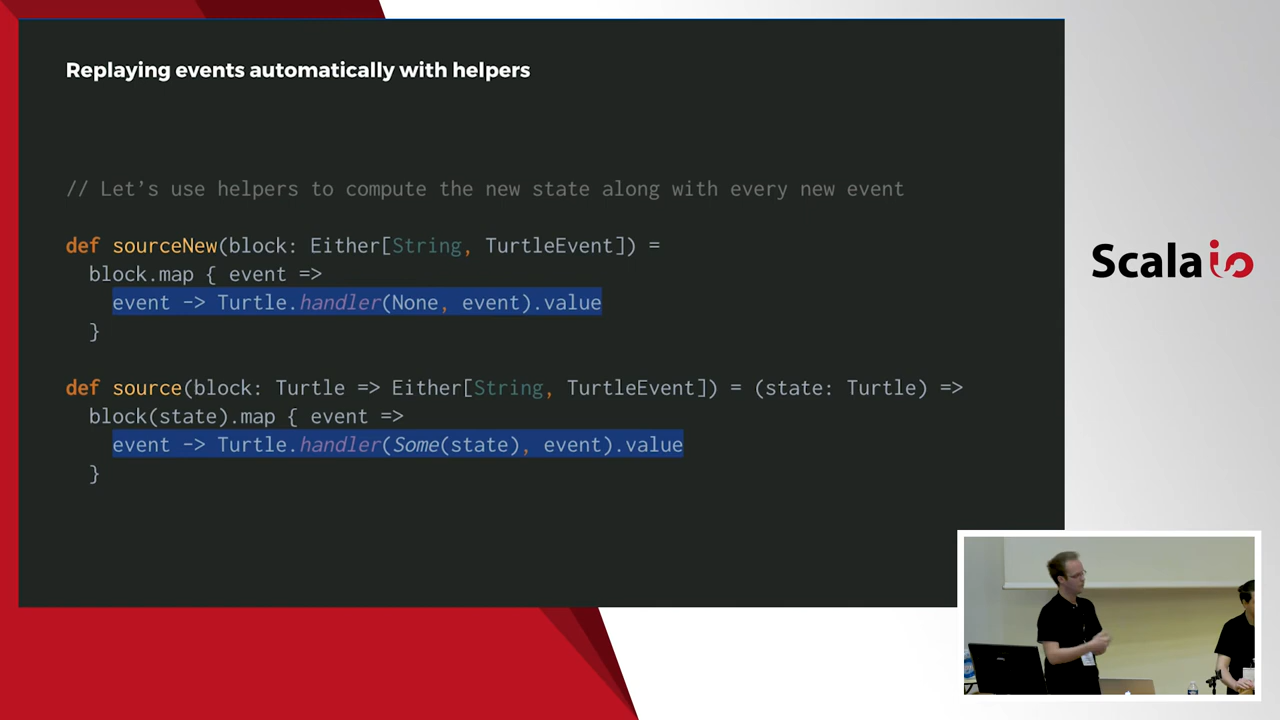 Replaying events automatically with helpers
// Let’s use helpers to compute the new state along with every new event
def sourceNew(block: Either[String, TurtleEvent]) =
block.map { event =>
event -> Turtle.handler(None, event).value
}
def source(block: Turtle => Either[String, TurtleEvent]) = (state: Turtle) =>
block(state).map { event =>
event -> Turtle.handler(Some(state), event).value
}
Scala io